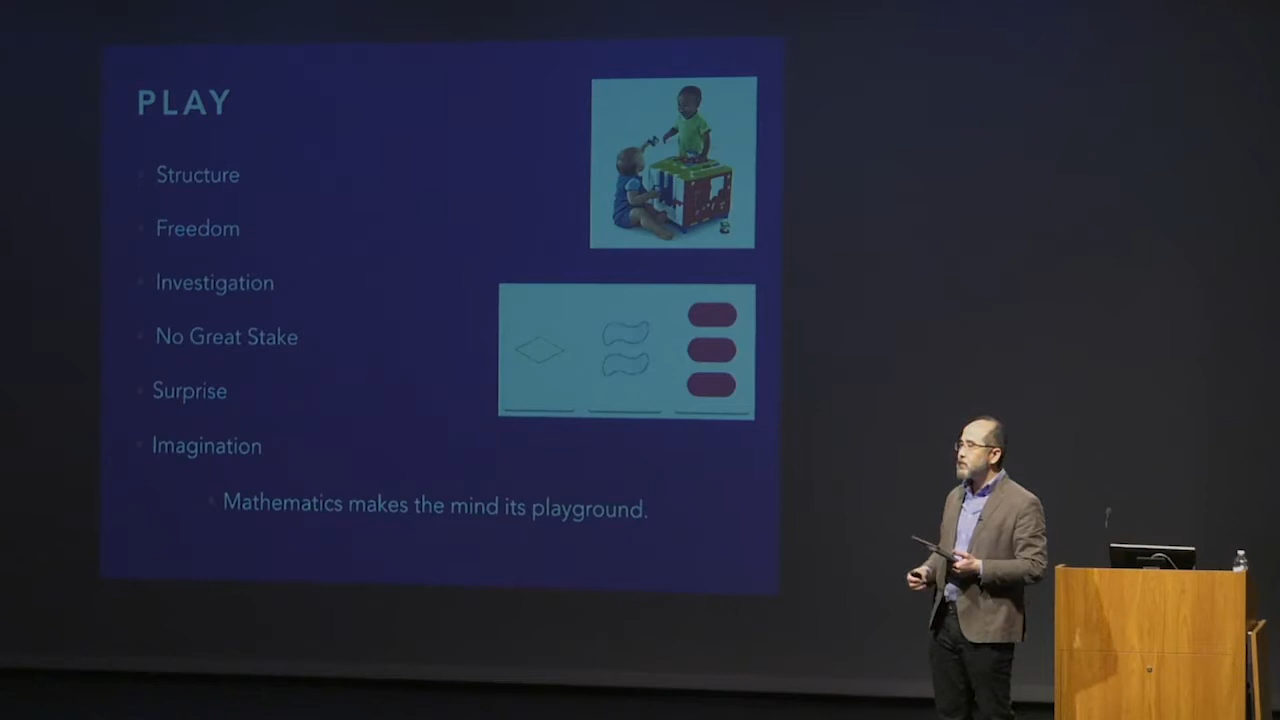 PLAY
Structure
Freedom
Investigation
No Great Stake
Surprise
Imagination
Mathematics makes the mind its playground.